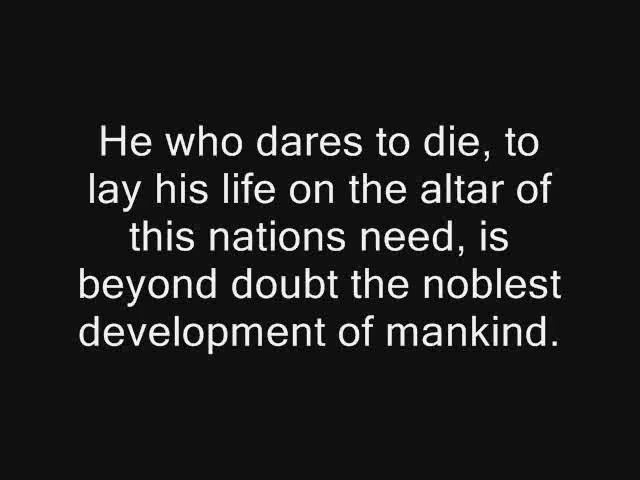 He who dares to die, to
lay his life on the altar of
this nations need, is
beyond doubt the noblest
development of mankind.